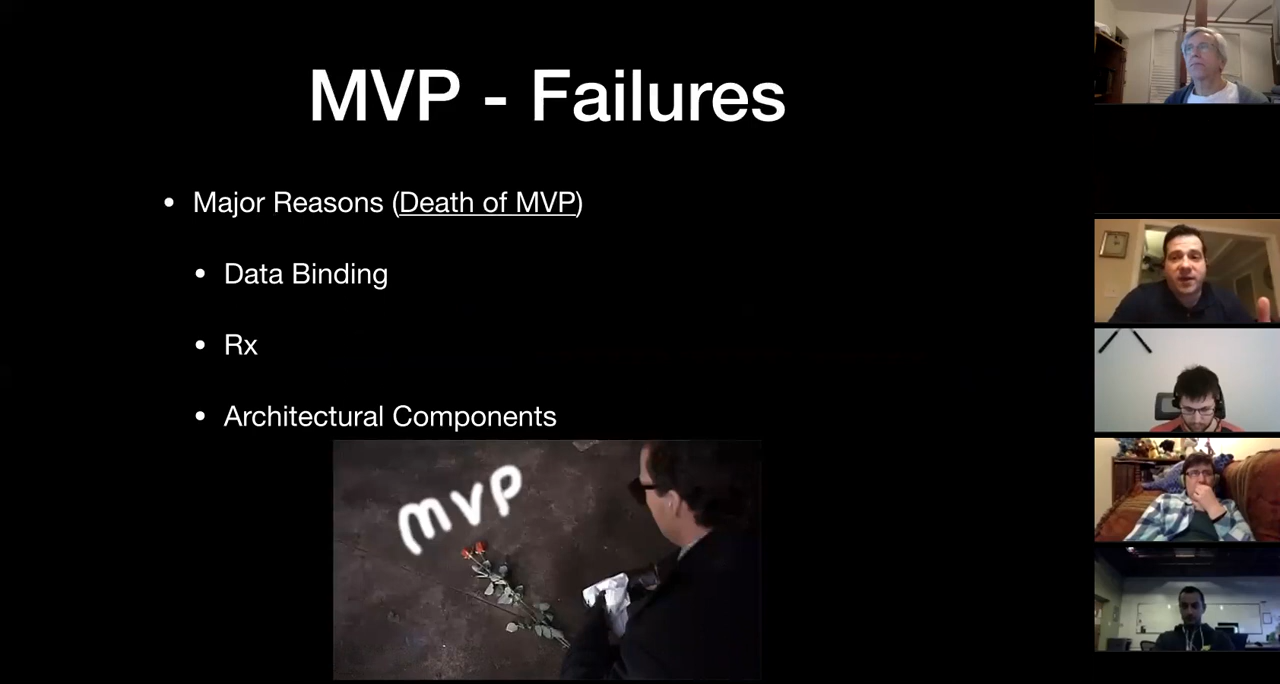 MVP - Failures
• Major Reasons (Death of MVP)
• Data Binding
• Rx
• Architectural Components
mvp